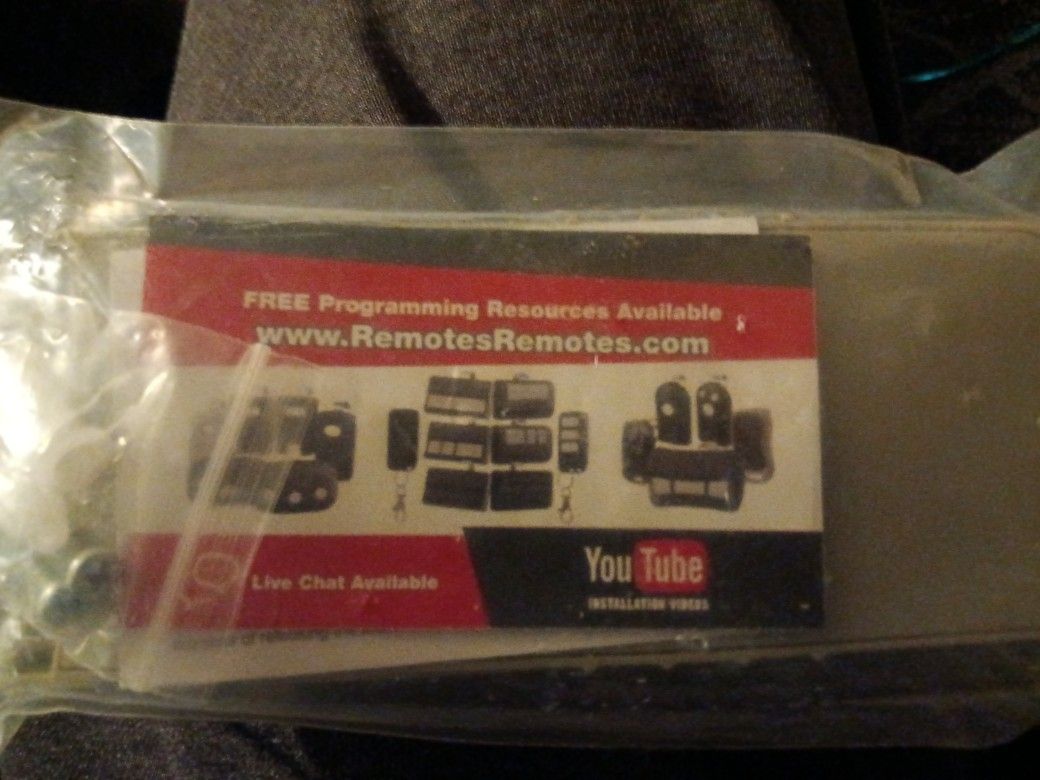 FREE Programming Resources Available
www.RemotesRemotes.com
Live Chat Available
YouTube
INSTALLATION VIDEOS